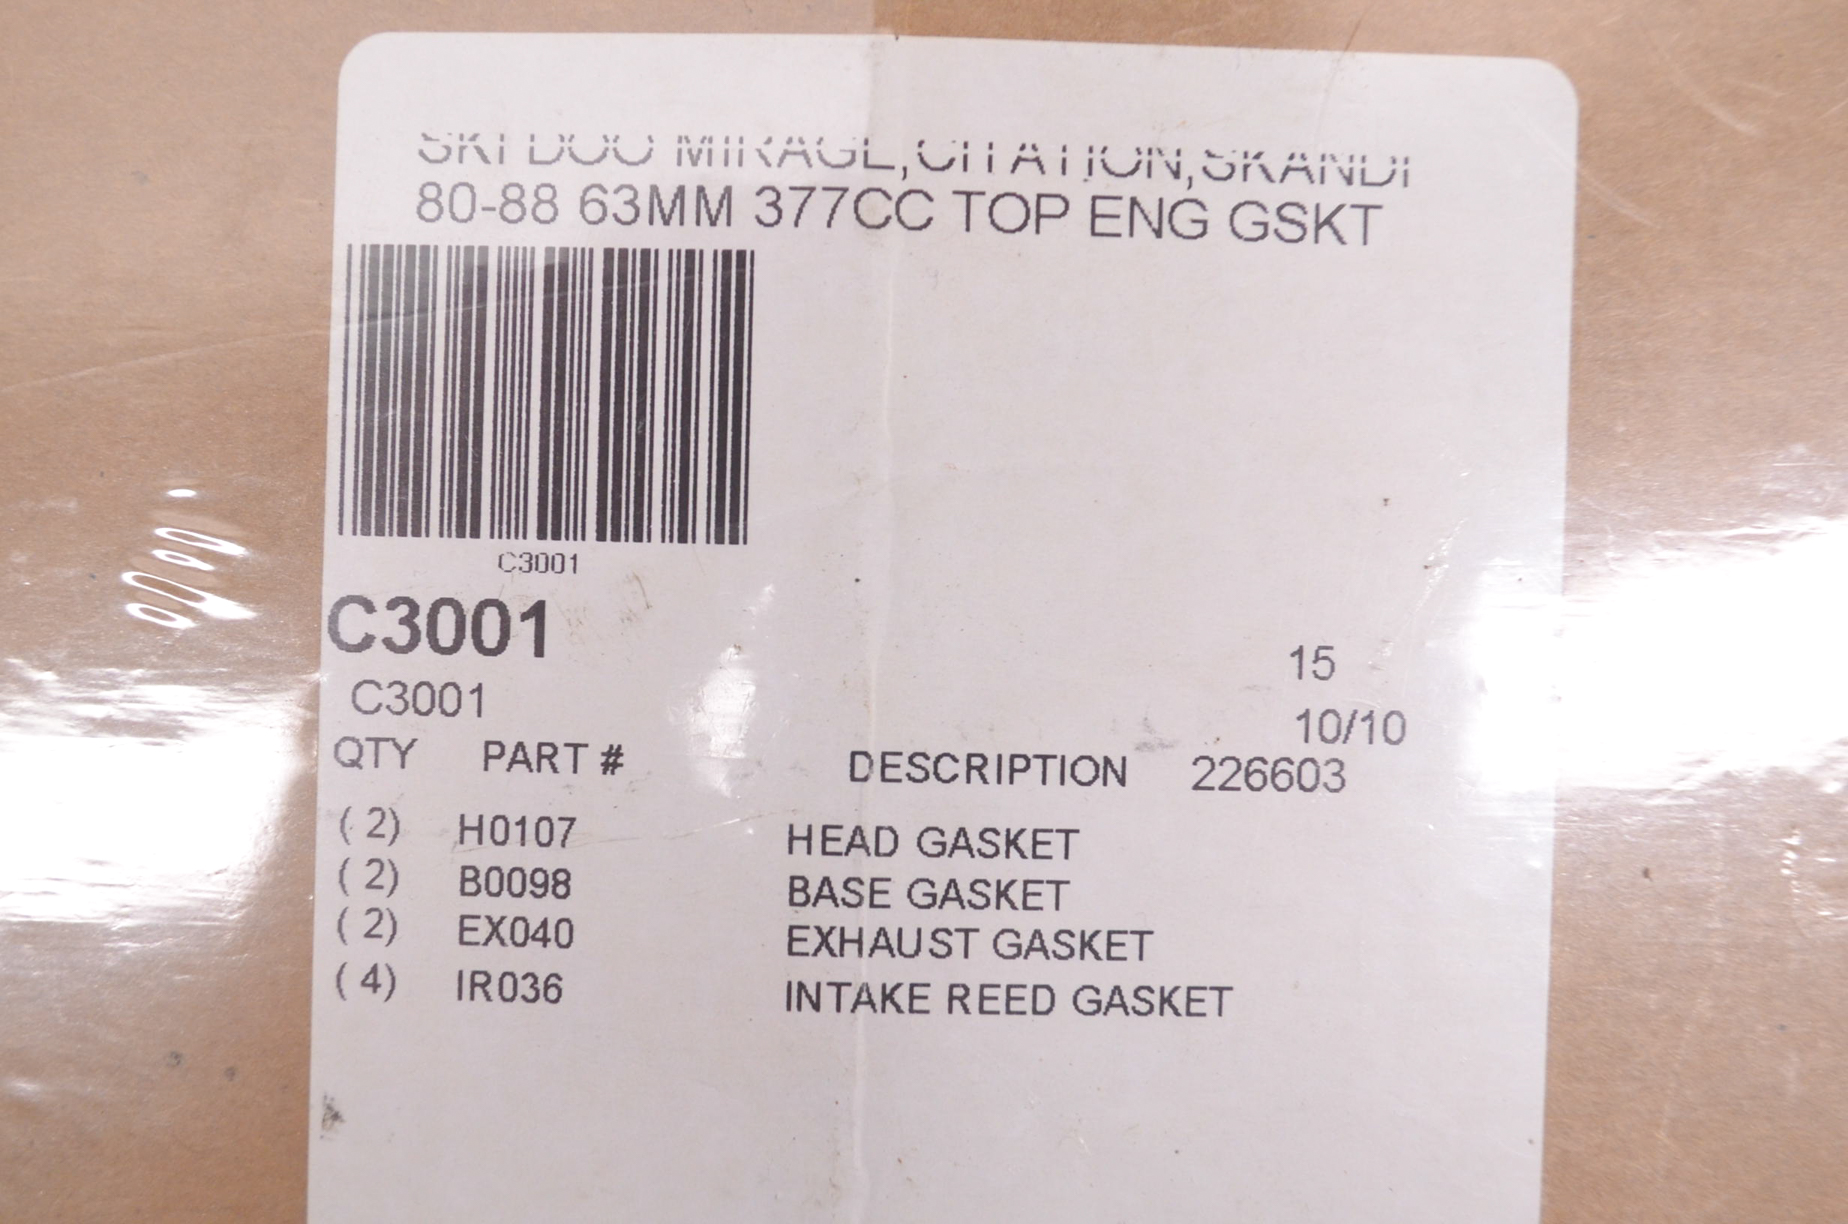 SKI DOO MIRAGE,CITATION,SKANDI
80-88 63MM 377CC TOP ENG GSKT
C3001
C3001
15
C3001
10/10
QTY PART # DESCRIPTION 226603
( 2) H0107 HEAD GASKET
( 2) B0098 BASE GASKET
( 2) EX040 EXHAUST GASKET
( 4) IR036 INTAKE REED GASKET